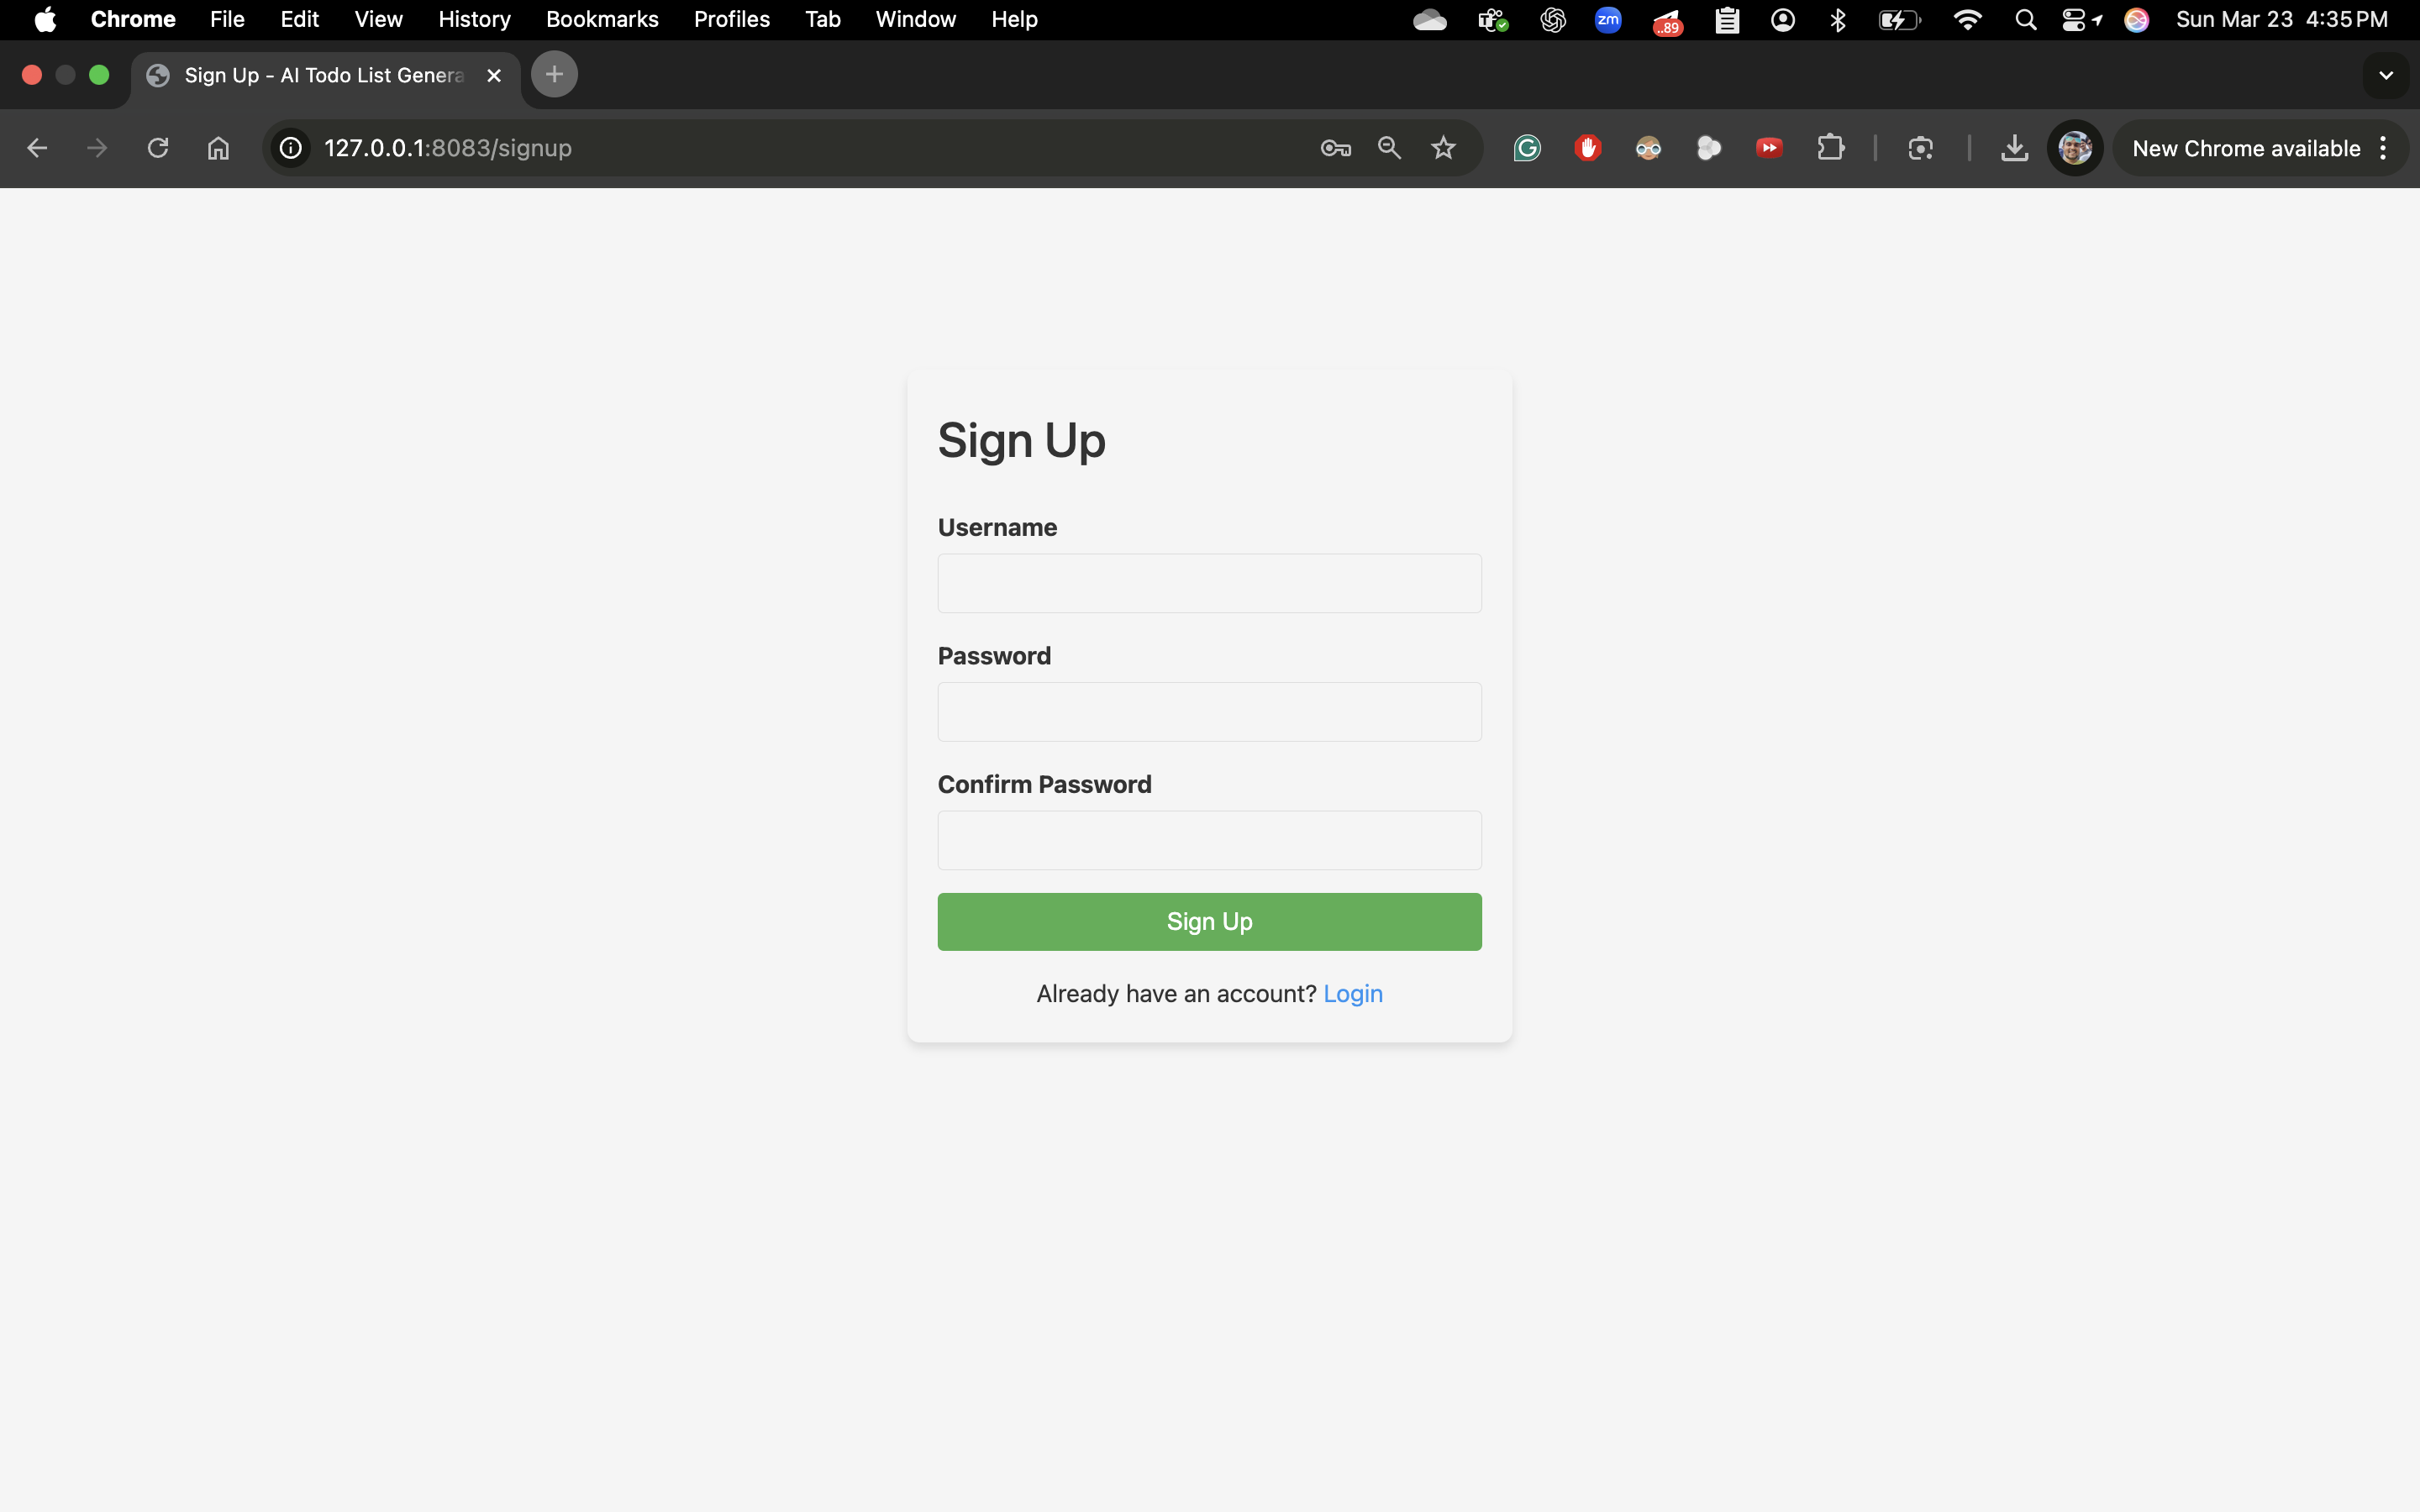 Chrome File Edit View History Bookmarks Profiles Tab Window Help zm ..89 Sun Mar 23 4:35 PM
Sign Up - AI Todo List Genera
127.0.0.1:8083/signup New Chrome available
Sign Up
Username
Password
Confirm Password
Sign Up
Already have an account? Login